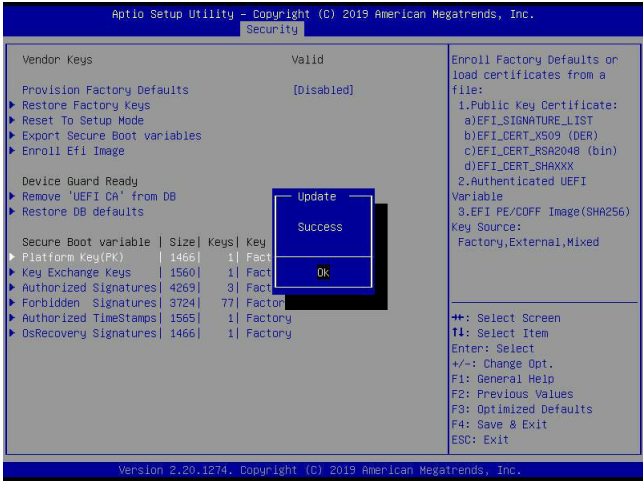 Aptio Setup Utility – Copyright (C) 2019 American Megatrends, Inc.
Security
Vendor Keys Valid
Provision Factory Defaults [Disabled]
Restore Factory Keys
Reset To Setup Mode
Export Secure Boot variables
Enroll Efi Image
Device Guard Ready
Remove 'UEFI CA' from DB
Restore DB defaults
Secure Boot variable | Size| Keys| Key
Platform Key(PK) | 1466| 1| Fact
Key Exchange Keys | 1560| 1| Fact
Authorized Signatures| 4269| 3| Fact
Forbidden Signatures| 3724| 77| Factor
Authorized TimeStamps| 1565| 1| Factory
OsRecovery Signatures| 1466| 1| Factory
Update
Success
Ok
Enroll Factory Defaults or
load certificates from a
file:
1.Public Key Certificate:
a)EFI_SIGNATURE_LIST
b)EFI_CERT_X509 (DER)
c)EFI_CERT_RSA2048 (bin)
d)EFI_CERT_SHAXXX
2.Authenticated UEFI
Variable
3.EFI PE/COFF Image(SHA256)
Key Source:
Factory,External,Mixed
→←: Select Screen
↑↓: Select Item
Enter: Select
+/-: Change Opt.
F1: General Help
F2: Previous Values
F3: Optimized Defaults
F4: Save & Exit
ESC: Exit
Version 2.20.1274. Copyright (C) 2019 American Megatrends, Inc.